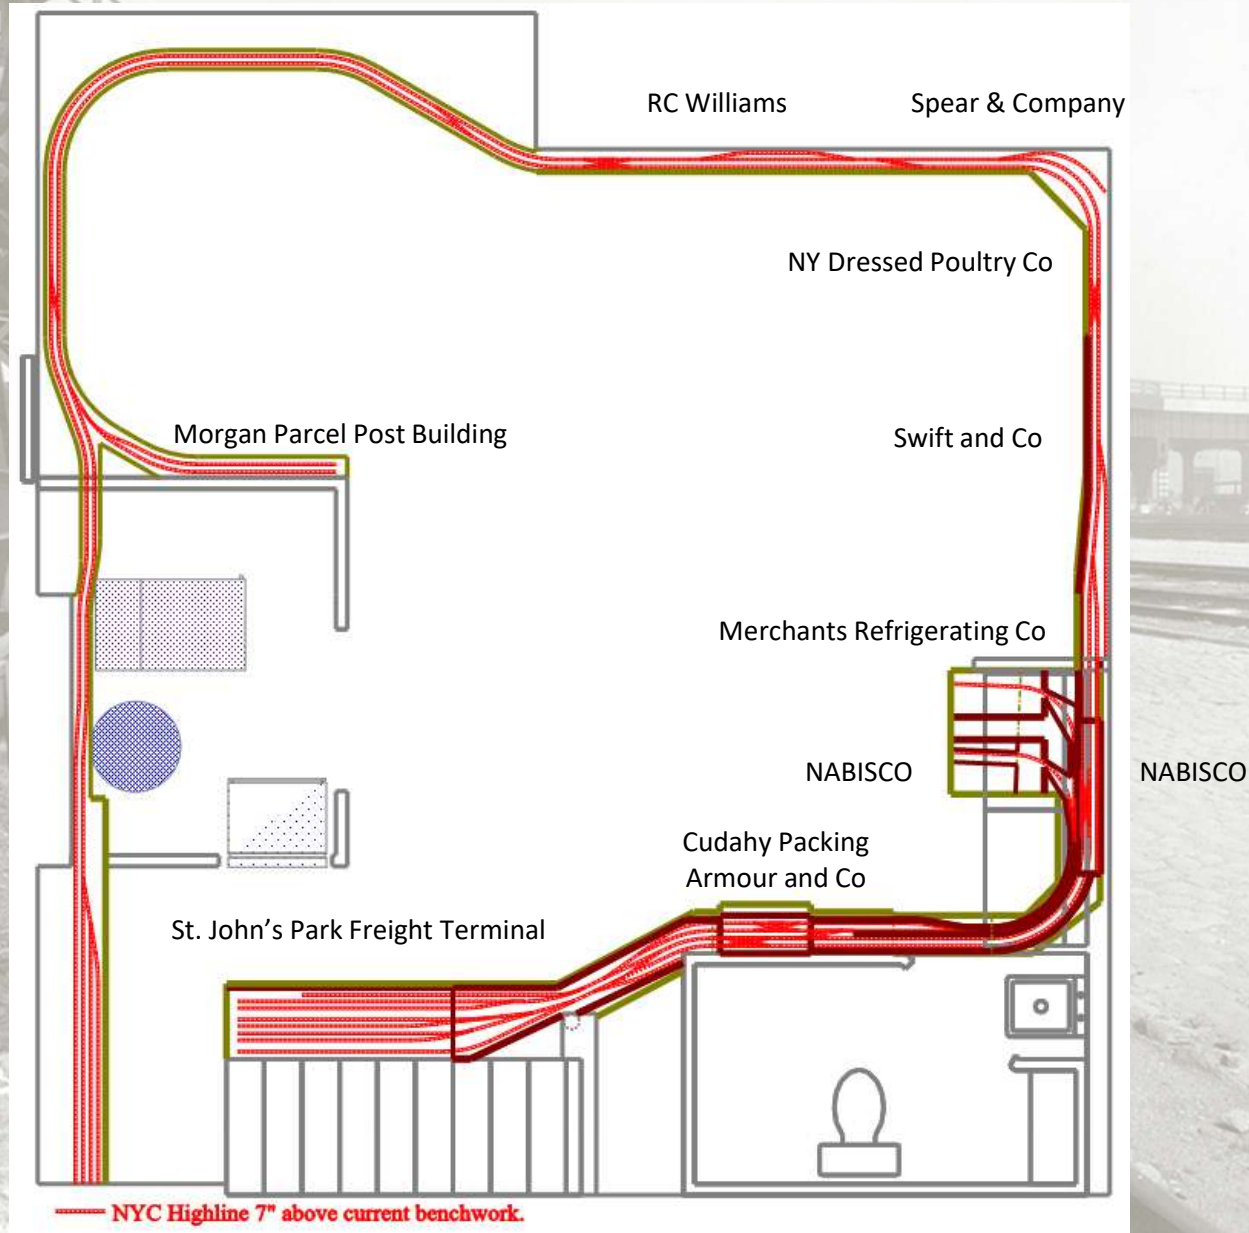 RC Williams
Spear & Company
NY Dressed Poultry Co
Morgan Parcel Post Building
Swift and Co
Merchants Refrigerating Co
NABISCO
NABISCO
Cudahy Packing
Armour and Co
St. John’s Park Freight Terminal
NYC Highline 7" above current benchwork.